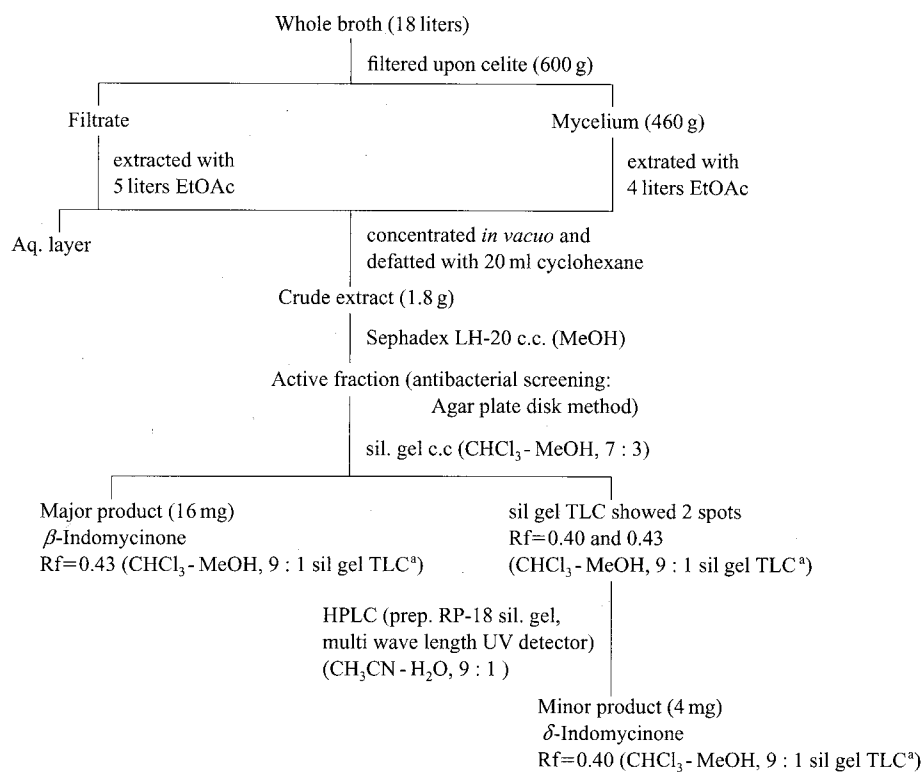 Whole broth (18 liters)
filtered upon celite (600 g)
Filtrate
Mycelium (460 g)
extracted with
5 liters EtOAc
extrated with
4 liters EtOAc
Aq. layer
concentrated in vacuo and
defatted with 20 ml cyclohexane
Crude extract (1.8 g)
Sephadex LH-20 c.c. (MeOH)
Active fraction (antibacterial screening:
Agar plate disk method)
sil. gel c.c (CHCl₃ - MeOH, 7 : 3)
Major product (16 mg)
β-Indomycinone
Rf=0.43 (CHCl₃ - MeOH, 9 : 1 sil gel TLCᵃ)
sil gel TLC showed 2 spots
Rf=0.40 and 0.43
(CHCl₃ - MeOH, 9 : 1 sil gel TLCᵃ)
HPLC (prep. RP-18 sil. gel,
multi wave length UV detector)
(CH₃CN - H₂O, 9 : 1 )
Minor product (4 mg)
δ-Indomycinone
Rf=0.40 (CHCl₃ - MeOH, 9 : 1 sil gel TLCᵃ)